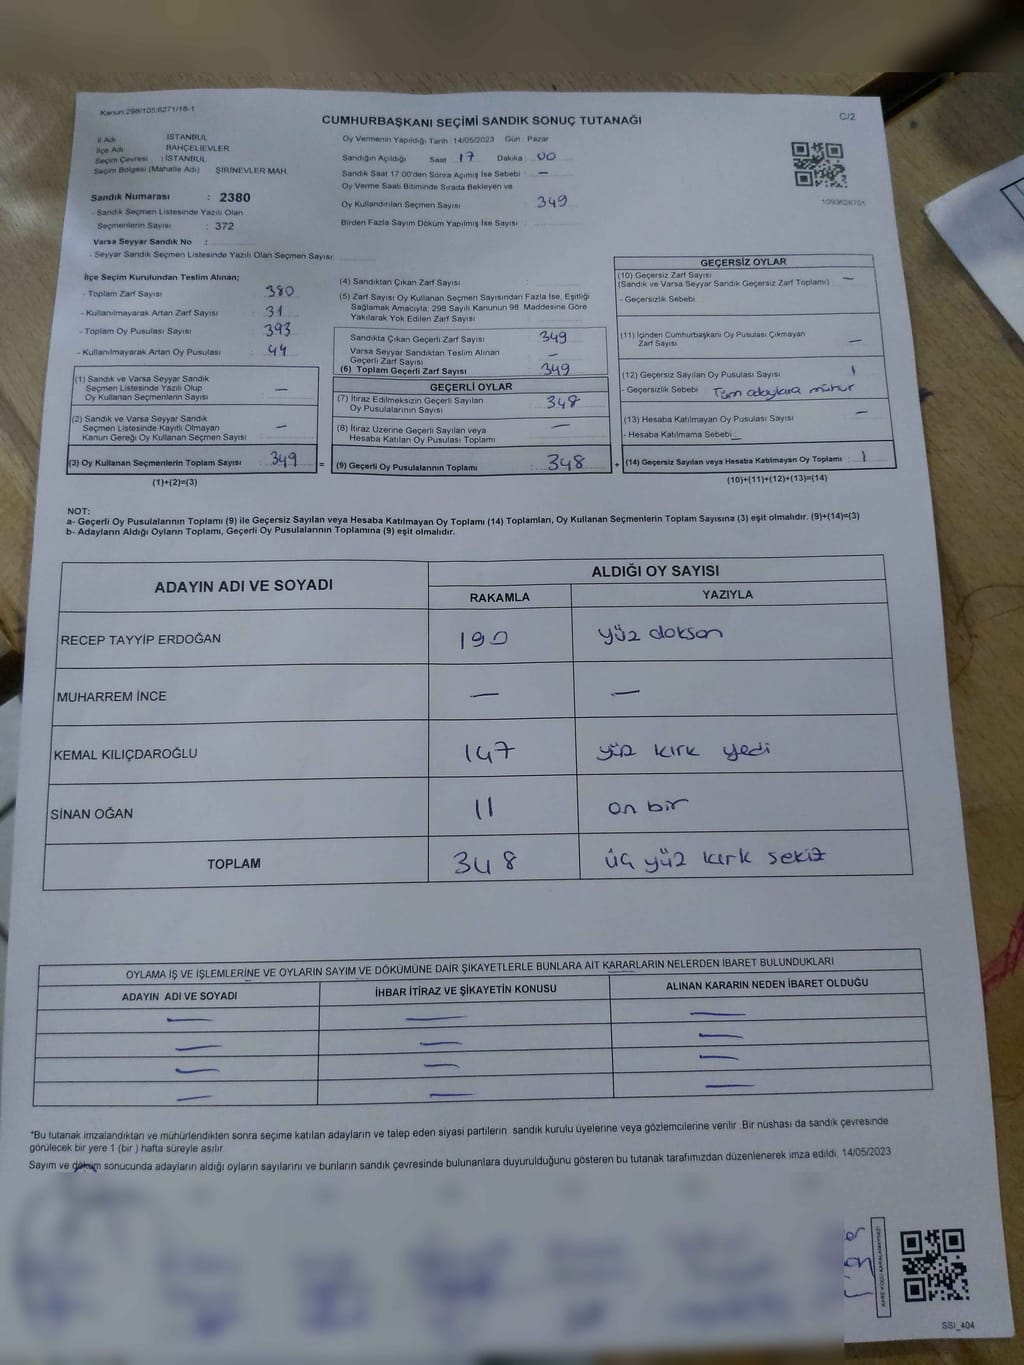 Kanun:298/105,6271/18-1
CUMHURBAŞKANI SEÇİMİ SANDIK SONUÇ TUTANAĞI
C/2
İl Adı İSTANBUL
İlçe Adı BAHÇELİEVLER
Seçim Çevresi : İSTANBUL
Seçim Bölgesi (Mahalle Adı) ŞİRİNEVLER MAH.
Sandık Numarası : 2380
- Sandık Seçmen Listesinde Yazılı Olan
Seçmenlerin Sayısı : 372
Varsa Seyyar Sandık No :
- Seyyar Sandık Seçmen Listesinde Yazılı Olan Seçmen Sayısı:
Oy Vermenin Yapıldığı Tarih : 14/05/2023 Gün : Pazar
Sandığın Açıldığı Saat : 17 Dakika : 00
Sandık Saat 17:00'den Sonra Açılmış İse Sebebi : —
Oy Verme Saati Bitiminde Sırada Bekleyen ve
Oy Kullandırılan Seçmen Sayısı : 349
Birden Fazla Sayım Döküm Yapılmış İse Sayısı :
1093628701
İlçe Seçim Kurulundan Teslim Alınan;
- Toplam Zarf Sayısı : 380
- Kullanılmayarak Artan Zarf Sayısı : 31
- Toplam Oy Pusulası Sayısı : 393
- Kullanılmayarak Artan Oy Pusulası : 44
(1) Sandık ve Varsa Seyyar Sandık
Seçmen Listesinde Yazılı Olup
Oy Kullanan Seçmenlerin Sayısı : —
(2) Sandık ve Varsa Seyyar Sandık
Seçmen Listesinde Kayıtlı Olmayan
Kanun Gereği Oy Kullanan Seçmen Sayısı : —
(3) Oy Kullanan Seçmenlerin Toplam Sayısı : 349
(1)+(2)=(3)
(4) Sandıktan Çıkan Zarf Sayısı :
(5) Zarf Sayısı Oy Kullanan Seçmen Sayısından Fazla İse, Eşitliği
Sağlamak Amacıyla, 298 Sayılı Kanunun 98. Maddesine Göre
Yakılarak Yok Edilen Zarf Sayısı
Sandıkta Çıkan Geçerli Zarf Sayısı : 349
Varsa Seyyar Sandıktan Teslim Alınan
Geçerli Zarf Sayısı : —
(6) Toplam Geçerli Zarf Sayısı : 349
GEÇERLİ OYLAR
(7) İtiraz Edilmeksizin Geçerli Sayılan
Oy Pusulalarının Sayısı : 348
(8) İtiraz Üzerine Geçerli Sayılan veya
Hesaba Katılan Oy Pusulası Toplamı : —
= (9) Geçerli Oy Pusulalarının Toplamı : 348
GEÇERSİZ OYLAR
(10) Geçersiz Zarf Sayısı
(Sandık ve Varsa Seyyar Sandık Geçersiz Zarf Toplamı) : —
- Geçersizlik Sebebi :
(11) İçinden Cumhurbaşkanı Oy Pusulası Çıkmayan
Zarf Sayısı : —
(12) Geçersiz Sayılan Oy Pusulası Sayısı : 1
- Geçersizlik Sebebi : Tüm adaylara mühür
(13) Hesaba Katılmayan Oy Pusulası Sayısı : —
- Hesaba Katılmama Sebebi : —
+ (14) Geçersiz Sayılan veya Hesaba Katılmayan Oy Toplamı : 1
(10)+(11)+(12)+(13)=(14)
NOT:
a- Geçerli Oy Pusulalarının Toplamı (9) ile Geçersiz Sayılan veya Hesaba Katılmayan Oy Toplamı (14) Toplamları, Oy Kullanan Seçmenlerin Toplam Sayısına (3) eşit olmalıdır. (9)+(14)=(3)
b- Adayların Aldığı Oyların Toplamı, Geçerli Oy Pusulalarının Toplamına (9) eşit olmalıdır.
ADAYIN ADI VE SOYADI
ALDIĞI OY SAYISI
RAKAMLA YAZIYLA
RECEP TAYYİP ERDOĞAN 190 yüz doksan
MUHARREM İNCE — —
KEMAL KILIÇDAROĞLU 147 yüz kırk yedi
SİNAN OĞAN 11 on bir
TOPLAM 348 üç yüz kırk sekiz
OYLAMA İŞ VE İŞLEMLERİNE VE OYLARIN SAYIM VE DÖKÜMÜNE DAİR ŞİKAYETLERLE BUNLARA AİT KARARLARIN NELERDEN İBARET BULUNDUKLARI
ADAYIN ADI VE SOYADI İHBAR İTİRAZ VE ŞİKAYETİN KONUSU ALINAN KARARIN NEDEN İBARET OLDUĞU
— — —
— — —
— — —
— — —
*Bu tutanak imzalandıktan ve mühürlendikten sonra seçime katılan adayların ve talep eden siyasi partilerin sandık kurulu üyelerine veya gözlemcilerine verilir .Bir nüshası da sandık çevresinde
görülecek bir yere 1 (bir ) hafta süreyle asılır.
Sayım ve döküm sonucunda adayların aldığı oyların sayılarını ve bunların sandık çevresinde bulunanlara duyurulduğunu gösteren bu tutanak tarafımızdan düzenlenerek imza edildi. 14/05/2023
KARE KODU KARALAMAYINIZ!
SSI_404